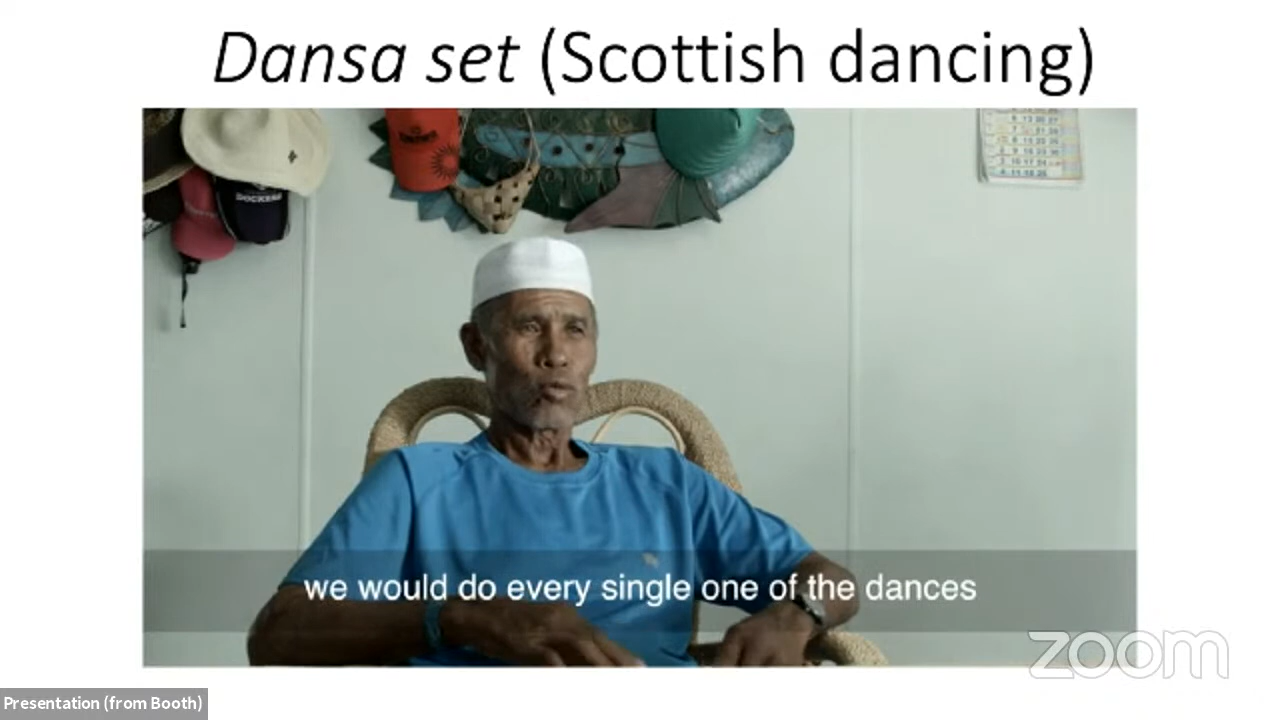 Dansa set (Scottish dancing)
DOCKERS
we would do every single one of the dances
zoom
Presentation (from Booth)